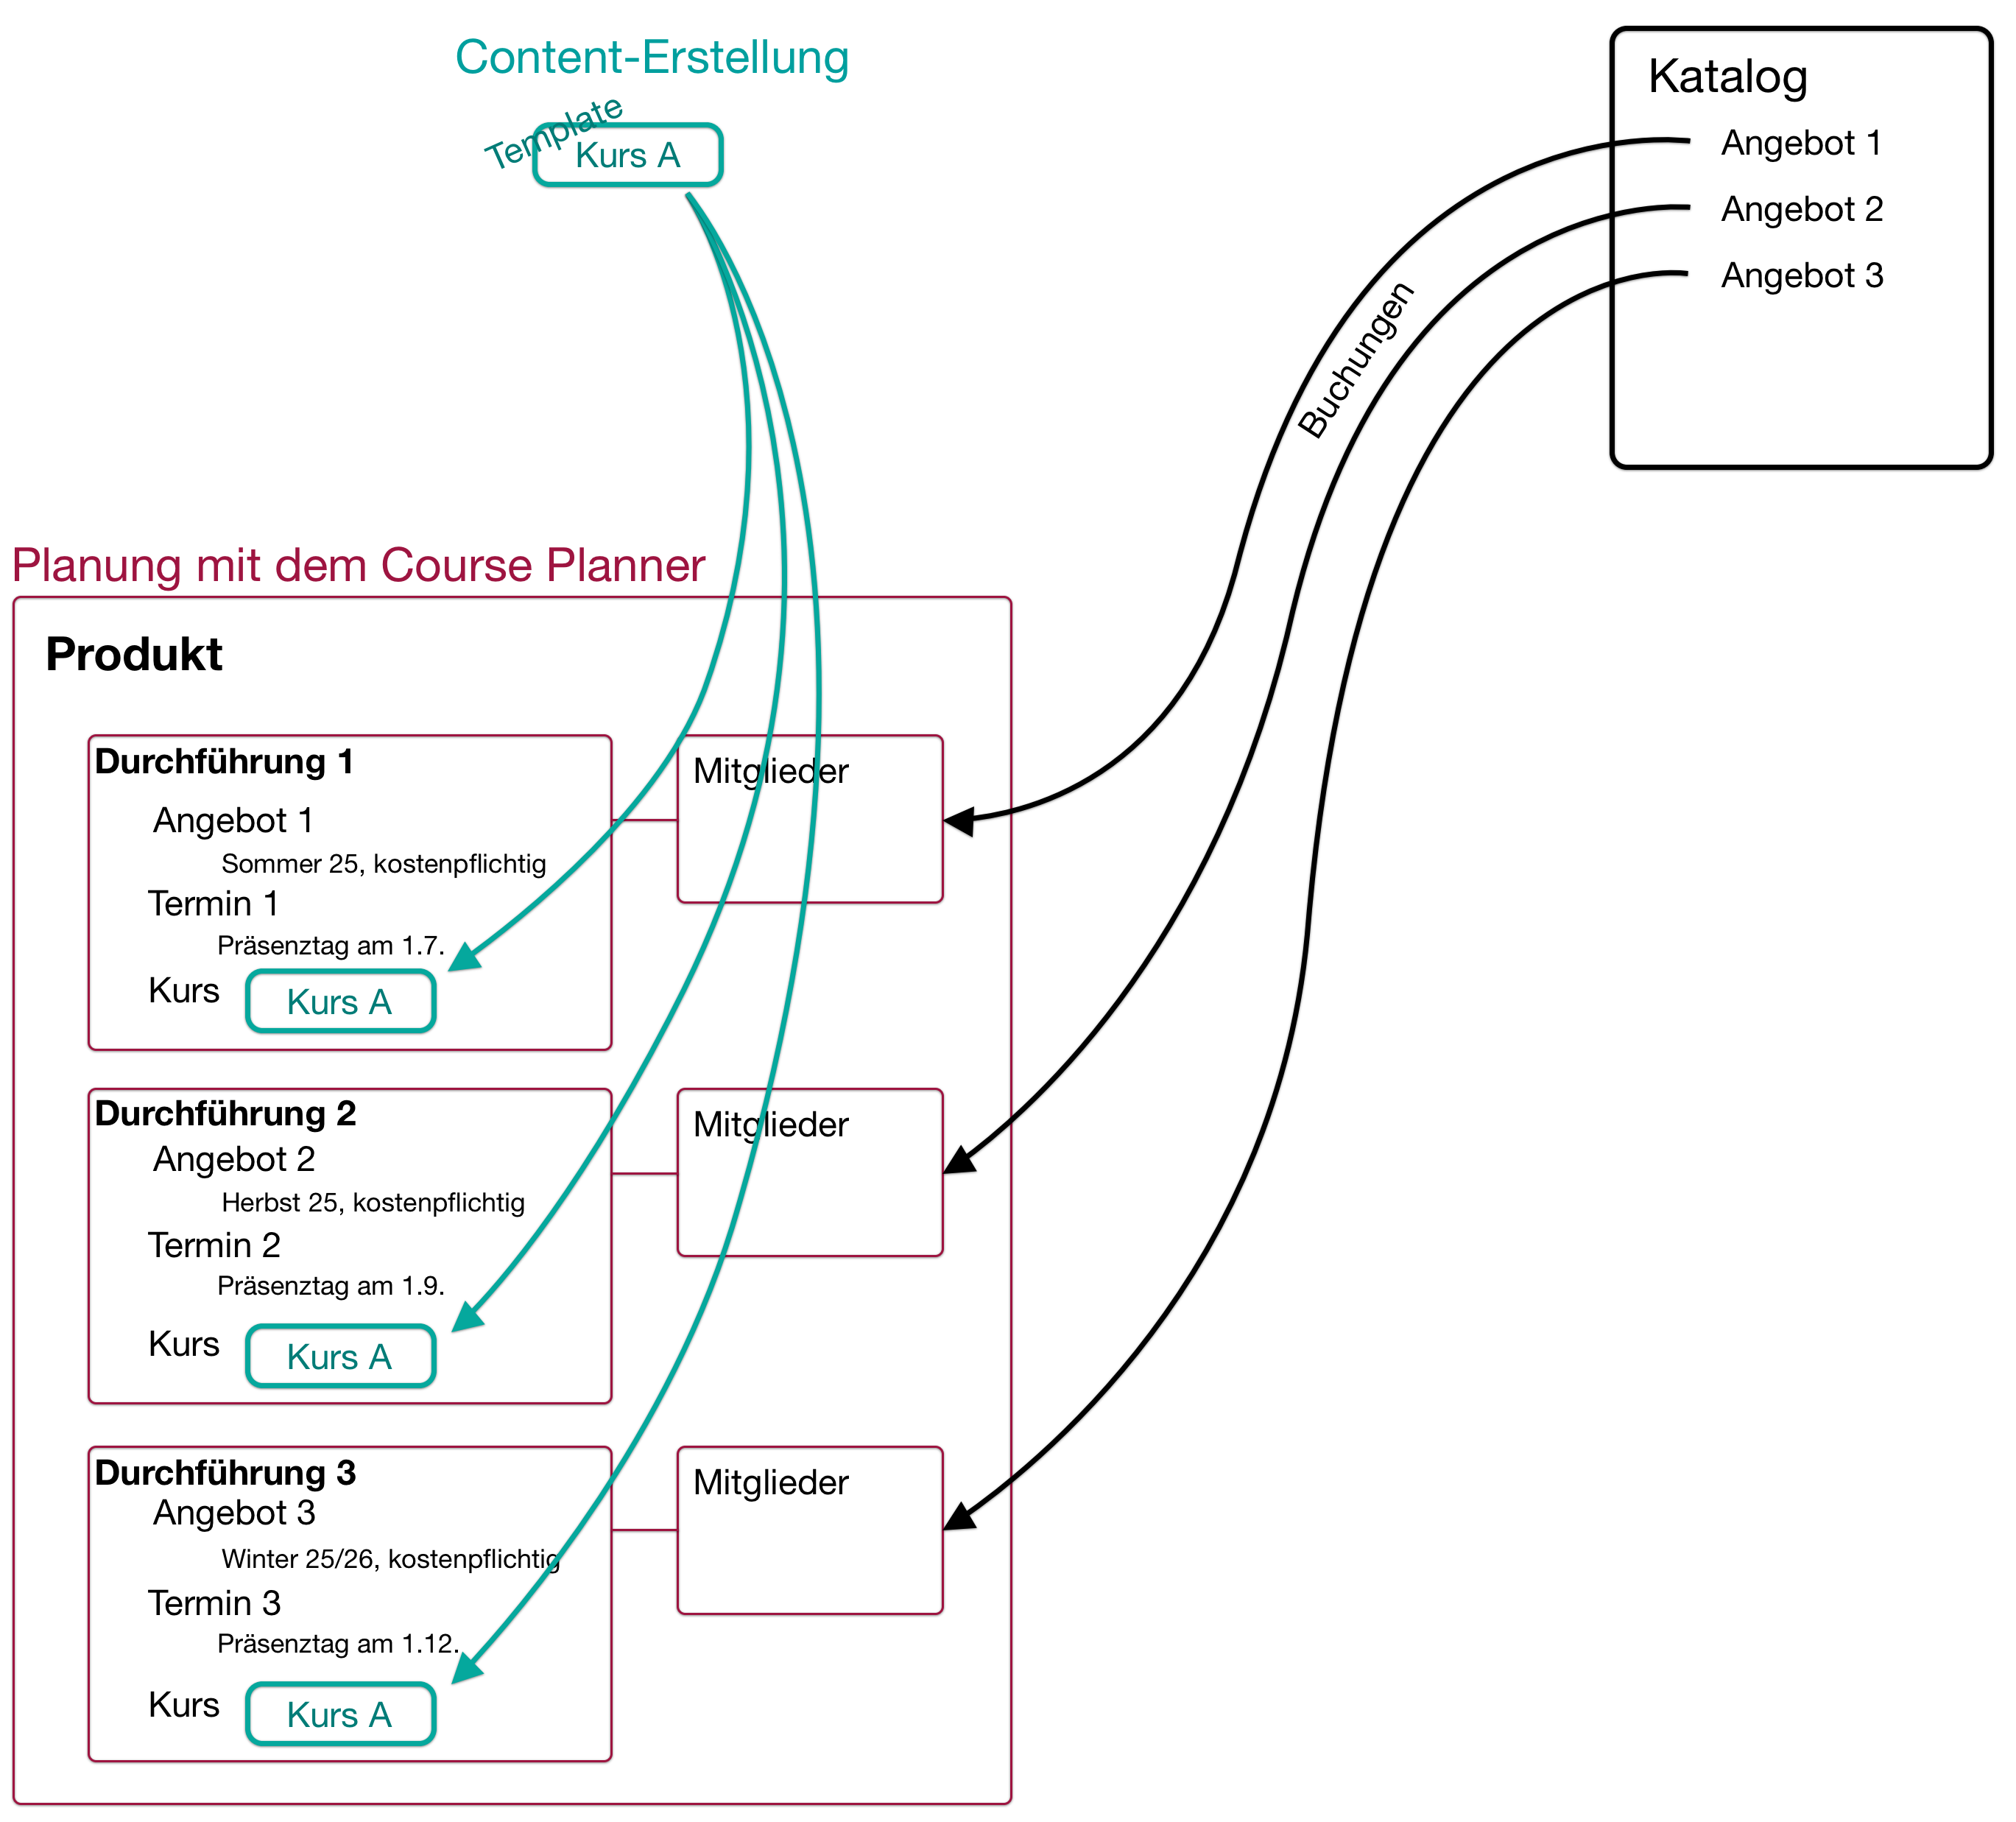 Content-Erstellung
Template
Kurs A
Katalog
Angebot 1
Angebot 2
Angebot 3
Buchungen
Planung mit dem Course Planner
Produkt
Durchführung 1
Angebot 1
Sommer 25, kostenpflichtig
Termin 1
Präsenztag am 1.7.
Kurs
Kurs A
Mitglieder
Durchführung 2
Angebot 2
Herbst 25, kostenpflichtig
Termin 2
Präsenztag am 1.9.
Kurs
Kurs A
Mitglieder
Durchführung 3
Angebot 3
Winter 25/26, kostenpflichtig
Termin 3
Präsenztag am 1.12.
Kurs
Kurs A
Mitglieder